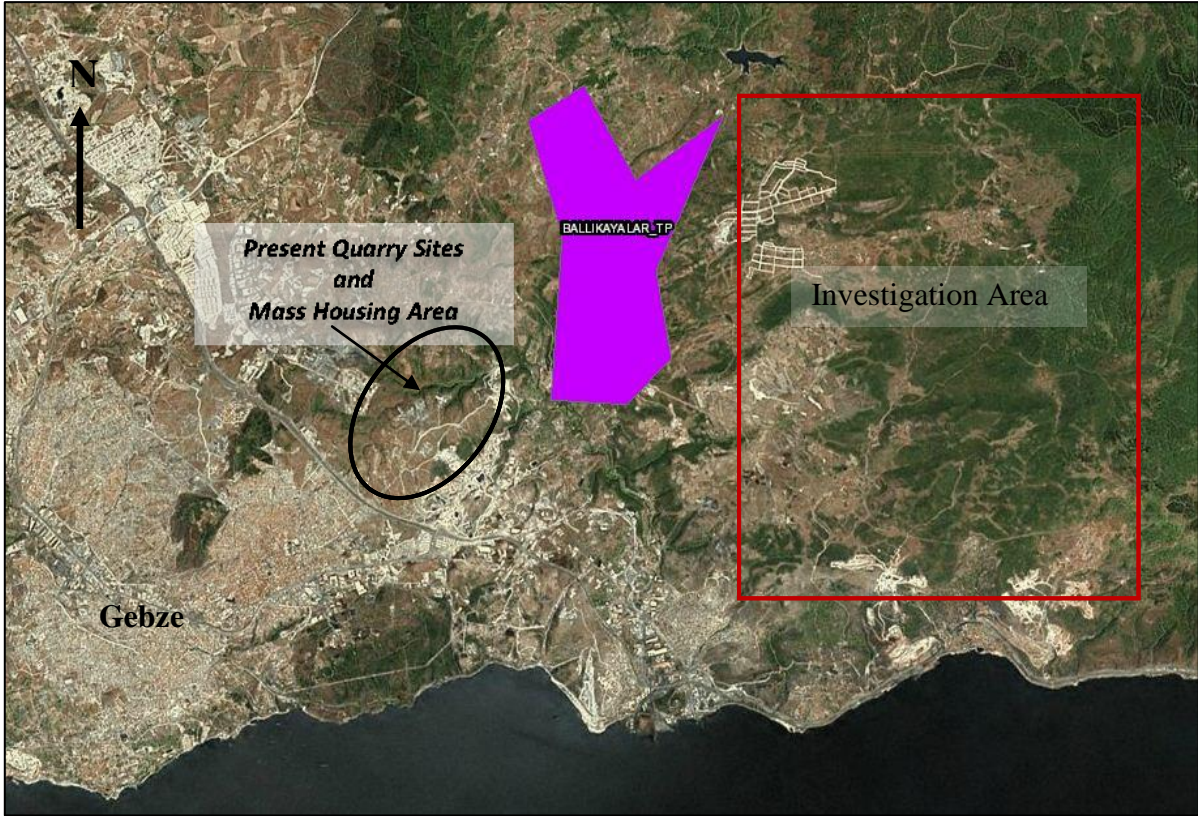 N
Present Quarry Sites
and
Mass Housing Area
BALLIKAYALAR_TP
Investigation Area
Gebze